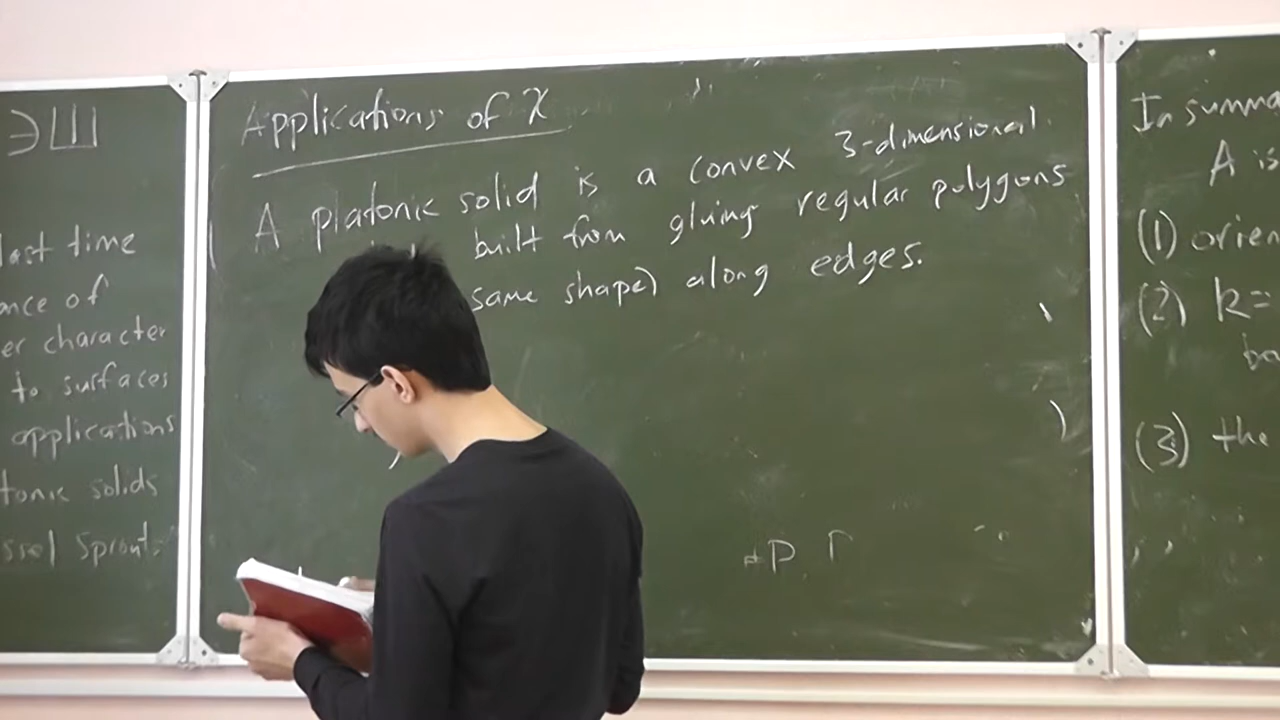 ЭШ
last time
ance of
er character
to surfaces
applications
tonic solids
ssel Sprout
Applications of χ
A platonic solid is a convex 3-dimensional
built from gluing regular polygons
same shape) along edges.
In summa
A is
(1) orien
(2) k=
ba
(3) the